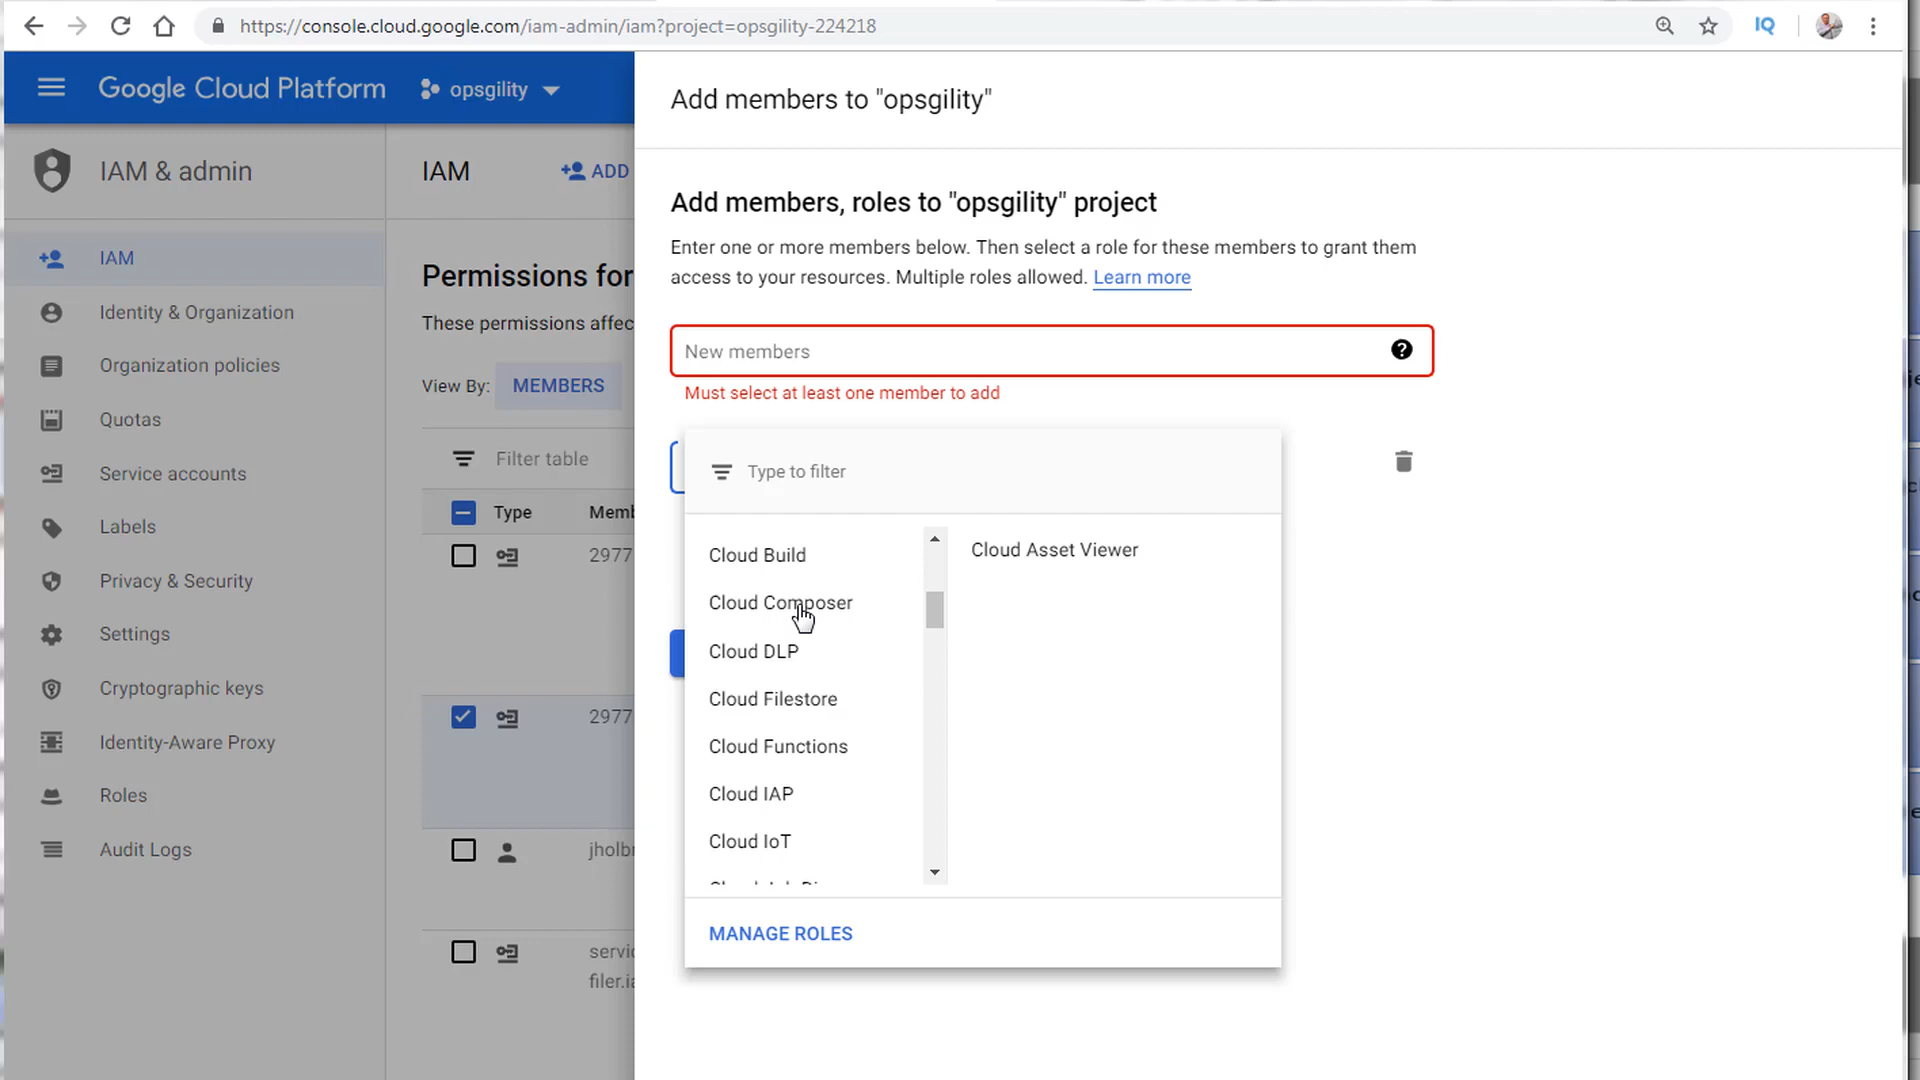 https://console.cloud.google.com/iam-admin/iam?project=opsgility-224218
IQ
Google Cloud Platform
opsgility
IAM & admin
IAM
Identity & Organization
Organization policies
Quotas
Service accounts
Labels
Privacy & Security
Settings
Cryptographic keys
Identity-Aware Proxy
Roles
Audit Logs
IAM
ADD
Permissions for
These permissions affec
View By: MEMBERS
Filter table
Type Memb
2977
2977
jholbr
servic
filer.ia
Add members to "opsgility"
Add members, roles to "opsgility" project
Enter one or more members below. Then select a role for these members to grant them
access to your resources. Multiple roles allowed. Learn more
New members
Must select at least one member to add
Type to filter
Cloud Build
Cloud Composer
Cloud DLP
Cloud Filestore
Cloud Functions
Cloud IAP
Cloud IoT
Cloud Asset Viewer
MANAGE ROLES